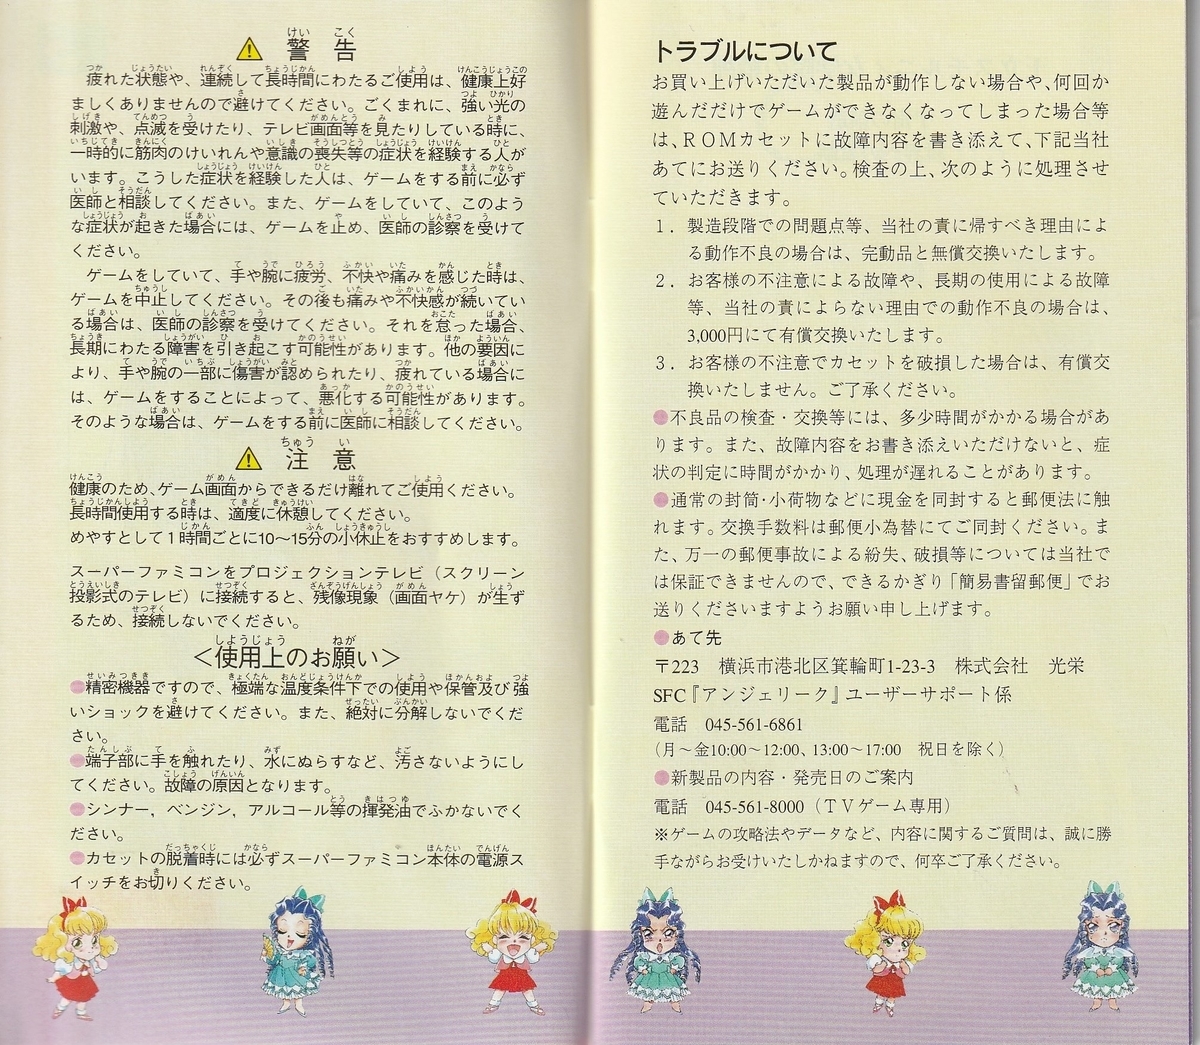 警告
疲れた状態や、連続して長時間にわたるご使用は、健康上好
ましくありませんので避けてください。ごくまれに、強い光の
刺激や、点滅を受けたり、テレビ画面等を見たりしている時に、
一時的に筋肉のけいれんや意識の喪失等の症状を経験する人が
います。こうした症状を経験した人は、ゲームをする前に必ず
医師と相談してください。また、ゲームをしていて、このよう
な症状が起きた場合には、ゲームを止め、医師の診察を受けて
ください。
ゲームをしていて、手や腕に疲労、不快や痛みを感じた時は、
ゲームを中止してください。その後も痛みや不快感が続いてい
る場合は、医師の診察を受けてください。それを怠った場合、
長期にわたる障害を引き起こす可能性があります。他の要因に
より、手や腕の一部に傷害が認められたり、疲れている場合に
は、ゲームをすることによって、悪化する可能性があります。
そのような場合は、ゲームをする前に医師に相談してください。
注意
健康のため、ゲーム画面からできるだけ離れてご使用ください。
長時間使用する時は、適度に休憩してください。
めやすとして1時間ごとに10〜15分の小休止をおすすめします。
スーパーファミコンをプロジェクションテレビ（スクリーン
投影式のテレビ）に接続すると、残像現象（画面ヤケ）が生ず
るため、接続しないでください。
＜使用上のお願い＞
●精密機器ですので、極端な温度条件下での使用や保管及び強
いショックを避けてください。また、絶対に分解しないでくだ
さい。
●端子部に手を触れたり、水にぬらすなど、汚さないようにし
てください。故障の原因となります。
●シンナー，ベンジン，アルコール等の揮発油でふかないでく
ださい。
●カセットの脱着時には必ずスーパーファミコン本体の電源ス
イッチをお切りください。
トラブルについて
お買い上げいただいた製品が動作しない場合や、何回か
遊んだだけでゲームができなくなってしまった場合等
は、ROMカセットに故障内容を書き添えて、下記当社
あてにお送りください。検査の上、次のように処理させ
ていただきます。
1．製造段階での問題点等、当社の責に帰すべき理由によ
る動作不良の場合は、完動品と無償交換いたします。
2．お客様の不注意による故障や、長期の使用による故障
等、当社の責によらない理由での動作不良の場合は、
3,000円にて有償交換いたします。
3．お客様の不注意でカセットを破損した場合は、有償交
換いたしません。ご了承ください。
●不良品の検査・交換等には、多少時間がかかる場合があ
ります。また、故障内容をお書き添えいただけないと、症
状の判定に時間がかかり、処理が遅れることがあります。
●通常の封筒・小荷物などに現金を同封すると郵便法に触
れます。交換手数料は郵便小為替にてご同封ください。ま
た、万一の郵便事故による紛失、破損等については当社で
は保証できませんので、できるかぎり「簡易書留郵便」でお
送りくださいますようお願い申し上げます。
●あて先
〒223　横浜市港北区箕輪町1-23-3　株式会社　光栄
SFC『アンジェリーク』ユーザーサポート係
電話　045-561-6861
（月〜金10:00〜12:00、13:00〜17:00　祝日を除く）
●新製品の内容・発売日のご案内
電話　045-561-8000（TVゲーム専用）
※ゲームの攻略法やデータなど、内容に関するご質問は、誠に勝
手ながらお受けいたしかねますので、何卒ご了承ください。